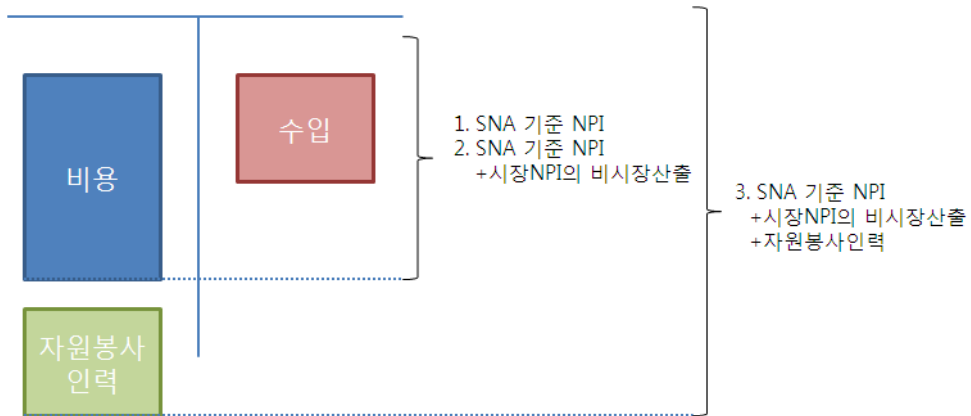 비용
수입
자원봉사
인력
1. SNA 기준 NPI
2. SNA 기준 NPI
+시장NPI의 비시장산출
3. SNA 기준 NPI
+시장NPI의 비시장산출
+자원봉사인력